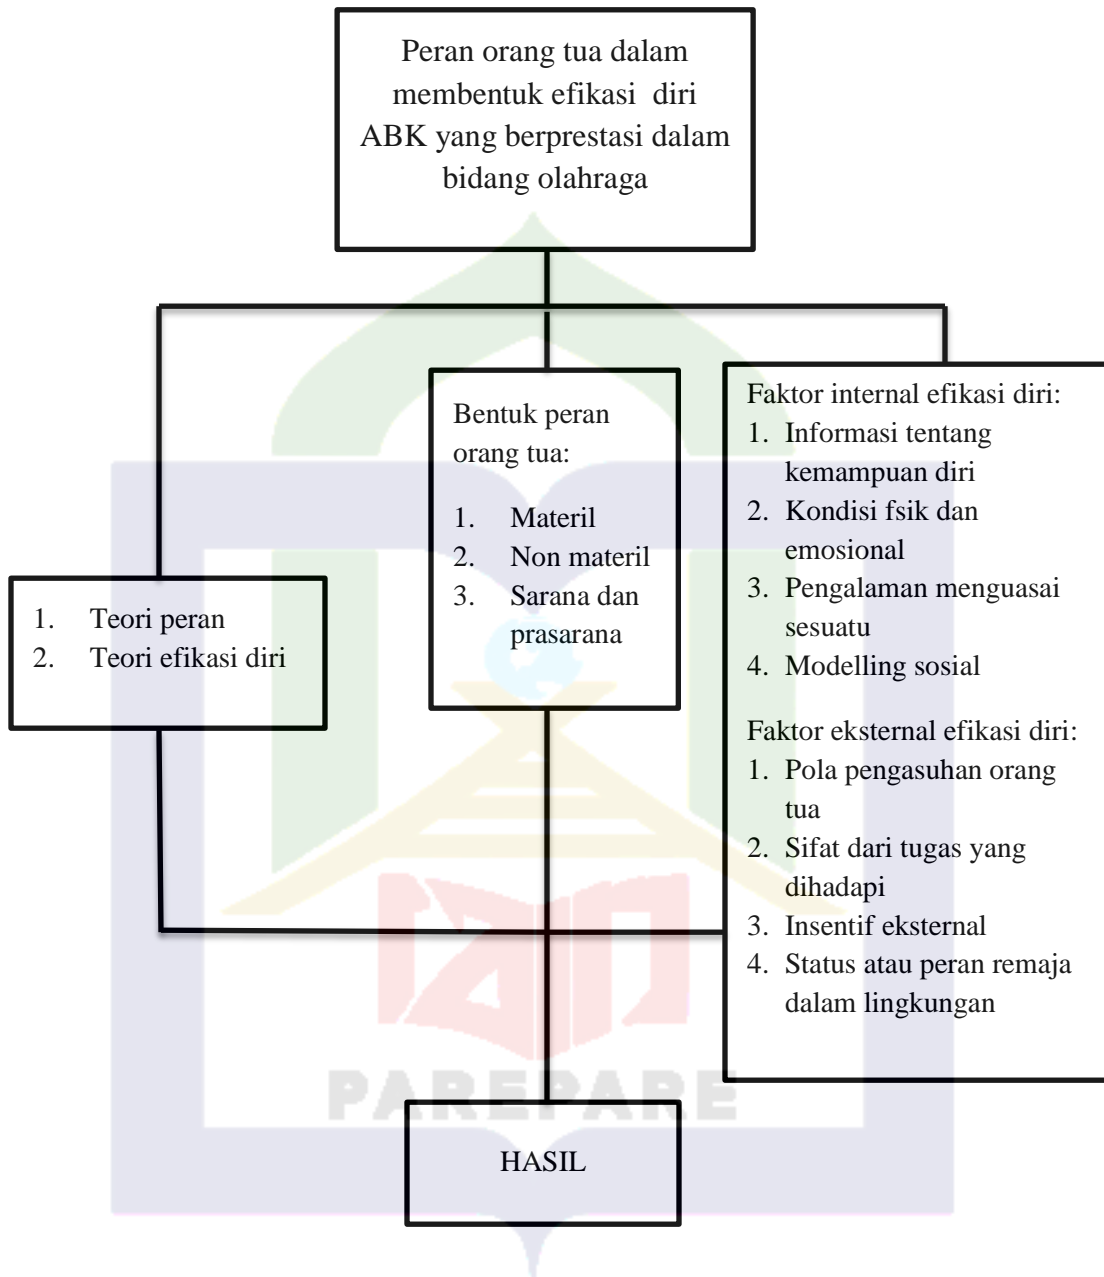 Peran orang tua dalam
membentuk efikasi diri
ABK yang berprestasi dalam
bidang olahraga
Bentuk peran
orang tua:
1. Materil
2. Non materil
3. Sarana dan
prasarana
1. Teori peran
2. Teori efikasi diri
Faktor internal efikasi diri:
1. Informasi tentang
kemampuan diri
2. Kondisi fsik dan
emosional
3. Pengalaman menguasai
sesuatu
4. Modelling sosial
Faktor eksternal efikasi diri:
1. Pola pengasuhan orang
tua
2. Sifat dari tugas yang
dihadapi
3. Insentif eksternal
4. Status atau peran remaja
dalam lingkungan
PAREPARE
HASIL